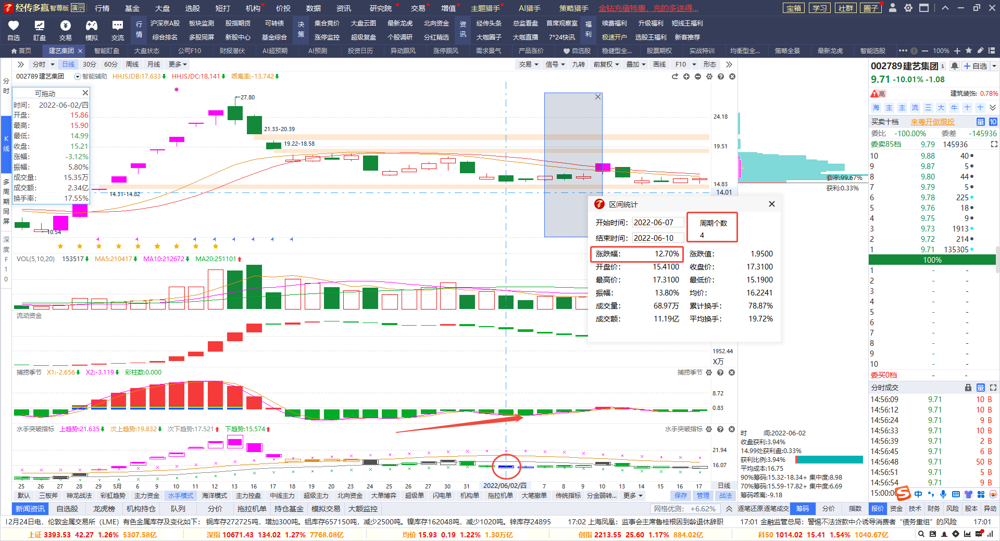 经传多赢 智尊版 演示 行情 基金 大盘 选股 短打 机构 价投 数据 资讯 研究院 交易 增值 主题猎手 AI猎手 策略猎手 金钻充值特惠，充的多送得... 宝箱 学习 社群 圈子
沪深京A股 板块监测 股指期货 可转债 集合竞价 大盘云图 最新龙虎 北向资金 经传头条 总监看盘 首席观察室 续费福利 升级福利 短线王福利
自选 盯盘 交易 模拟 交流 行情 决策 资讯 福利
综合排名 多股同屏 新股中心 基金综合 涨停监控 超级复盘 个股调研 分红精选 大咖圈子 大咖直播 7*24快讯 极速开户 选股王福利 新客推荐
首页 建艺集团 智能盯盘 大盘状态 公司F10 财报潜伏 AI超预期 AI预测 投资日历 异动跟风 涨停跟风 需求景气 产品涨价 自选股 稳健型全... 股票期权 实战特训 均衡型全... 策略全景 最新龙虎 智能选股 100%
分时 日线 30分 60分 周线 月线 更多 交易 信号 九转 前复权 叠加 画线 F10 形态
002789 建艺集团 智能辅助 HHJSJDB:17.633 HHJSJDC:18.141 乖离率:-13.742
分时
K线
多周期同屏
深度F10
可拖动
时间: 2022-06-02/四
开盘: 15.86
最高: 15.90
最低: 14.99
收盘: 15.21
涨幅: -3.12%
振幅: 5.80%
成交量: 15.35万
成交额: 2.34亿
换手率: 17.55%
27.80
21.33-20.39
19.22-18.58
14.31-14.82
10.54
24.18
19.51
14.83
14.01
VOL(5,10,20) 153517 MA5:210417 MA10:212672 MA20:251101
流动资金
1952.44
X万
捕捞季节 X1:-2.656 X2:-3.119 彩柱数:0.000 捕捞季节
8.72
0.83
水手突破指标 上趋势:21.635 次上趋势:19.832 次下趋势:17.521 下趋势:15.574 水手突破指标
21.94
16.07
25 26 27 28 29 5月 6 9 10 11 12 13 16 17 18 19 20 23 24 25 26 27 30 31 2022/06/02/四 7 8 9 10 13 14 15 16 17 日线
默认 三板斧 神龙战法 彩虹趋势 主力资金 水手模式 海洋模式 主力控盘 中线主力 超级主力 北向资金 大单博弈 超级单 闪电单 机构单 拖拉机单 大笔撤单 传统指标 分金弱转... 更多 保存 管理 战法
新闻资讯 自选股 龙虎榜 机构持仓 队列 分价 拖拉机单 持仓基金 模拟交易 大额监控 网格优测: +6.62%
区间统计
开始时间: 2022-06-07 周期个数
结束时间: 2022-06-10 4
涨跌幅: 12.70% 涨跌值: 1.9500
开盘价: 15.4100 收盘价: 17.3100
最高价: 17.3100 最低价: 15.1900
振幅: 13.80% 均价: 16.2241
成交量: 68.97万 累计换手: 78.87%
成交额: 11.19亿 平均换手: 19.72%
套牢:99.67%
获利:0.33%
时 间:2022-06-02
收盘获利:3.94%
14.99处获利盘:0.33%
获利比例:3.94%
平均成本:16.75
90%筹码:15.32-18.34+ 集中度:8.98
70%筹码:15.59-17.82+ 集中度:6.69
筹码乖离:-9.18
逐笔还原 逐笔成交 筹码 分价 指数 报价 资金 技术 财务 风险 股本 异动
002789建艺集团 自选
9.71 -10.01% -1.08
高 建筑装饰: 0.78%
海 主 主 流 三 大 牛 十 十
买卖十档 来粤开做跟投 量 10
委比 -100.00% 委差 -145936
委卖85档 9.79 145936
10 9.88 40
9 9.87 5
8 9.80 44
7 9.79 5
6 9.78 225
5 9.76 18
4 9.75 9
3 9.73 1913
2 9.72 214
1 9.71 135305
100%
1 - -
2 - -
3 - -
4 - -
5 - -
6 - -
7 - -
8 - -
9 - -
10 - -
委买0档 - -
分时成交 量
14:56:09 9.71 10 B
14:56:12 9.71 10 B
14:56:24 9.71 9 B
14:56:33 9.71 10 B
14:56:39 9.71 2 B
14:56:45 9.71 6 B
14:56:48 9.71 50 B
14:56:51 9.71 5 B
14:56:54 9.71 9 B
15:00:00
中
12月24日电，伦敦金属交易所（LME）有色金属库存及变化如下： 铜库存272725吨，增加300吨。铝库存657150吨，减少2500吨。镍库存162048吨，减少1020吨。锌库存24895 17:02 上海凤凰：监事会主席鲁桂根因到龄退休辞职 17:01 金融监管总局：警惕不法贷款中介诱导消费者“债务重组”的风险 17:01
上证 3393.53 42.27 1.26% 5307.58亿 深指 10671.43 134.02 1.27% 7768.08亿 均价 15.93 0.19 1.22% 1.30万亿 创指 2213.55 25.60 1.17% 884.02亿 科50 1014.02 15.41 1.54% 1040.67亿